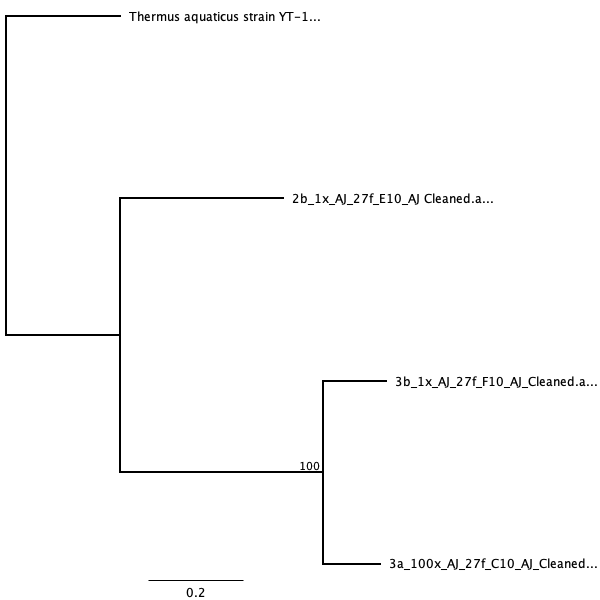 Thermus aquaticus strain YT-1...
2b_1x_AJ_27f_E10_AJ Cleaned.a...
3b_1x_AJ_27f_F10_AJ_Cleaned.a...
100
3a_100x_AJ_27f_C10_AJ_Cleaned...
0.2